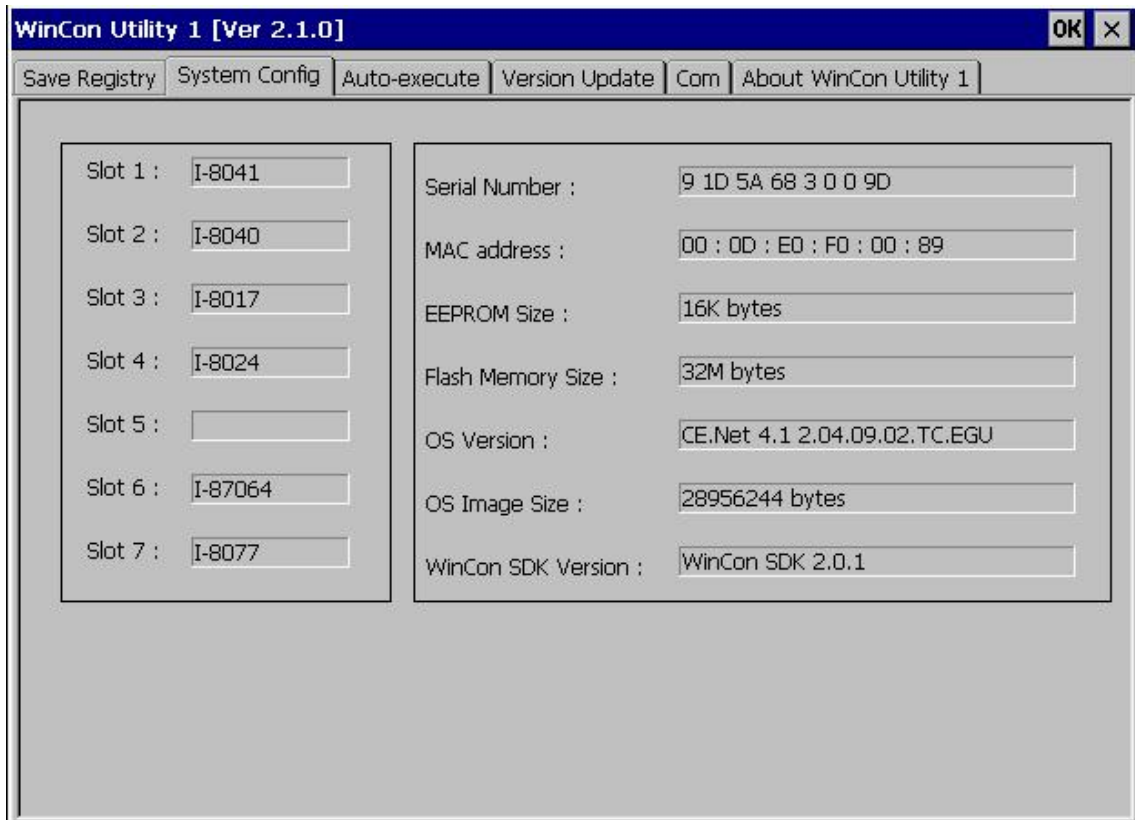 WinCon Utility 1 [Ver 2.1.0] OK ×
Save Registry System Config Auto-execute Version Update Com About WinCon Utility 1
Slot 1 : I-8041
Slot 2 : I-8040
Slot 3 : I-8017
Slot 4 : I-8024
Slot 5 :
Slot 6 : I-87064
Slot 7 : I-8077
Serial Number : 9 1D 5A 68 3 0 0 9D
MAC address : 00 : 0D : E0 : F0 : 00 : 89
EEPROM Size : 16K bytes
Flash Memory Size : 32M bytes
OS Version : CE.Net 4.1 2.04.09.02.TC.EGU
OS Image Size : 28956244 bytes
WinCon SDK Version : WinCon SDK 2.0.1